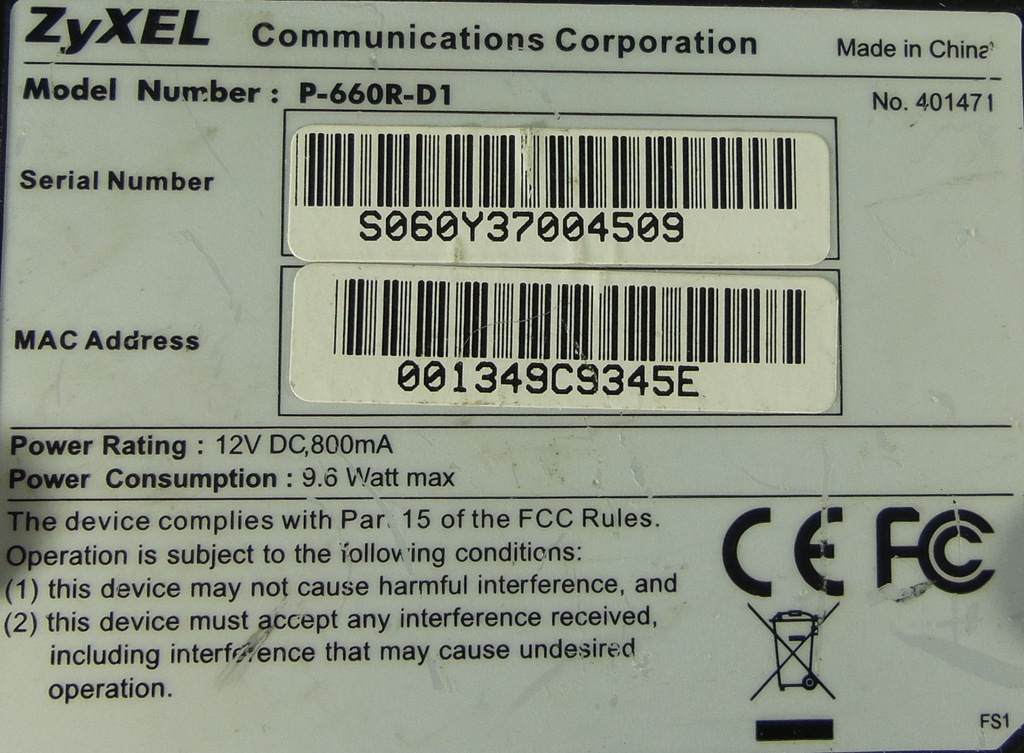 ZyXEL Communications Corporation Made in China
Model Number : P-660R-D1 No. 401471
Serial Number
S060Y37004509
MAC Address
001349C9345E
Power Rating : 12V DC,800mA
Power Consumption : 9.6 Watt max
The device complies with Par. 15 of the FCC Rules.
Operation is subject to the following conditions:
(1) this device may not cause harmful interference, and
(2) this device must accept any interference received,
including interference that may cause undesired
operation.
CE FCC
FS1